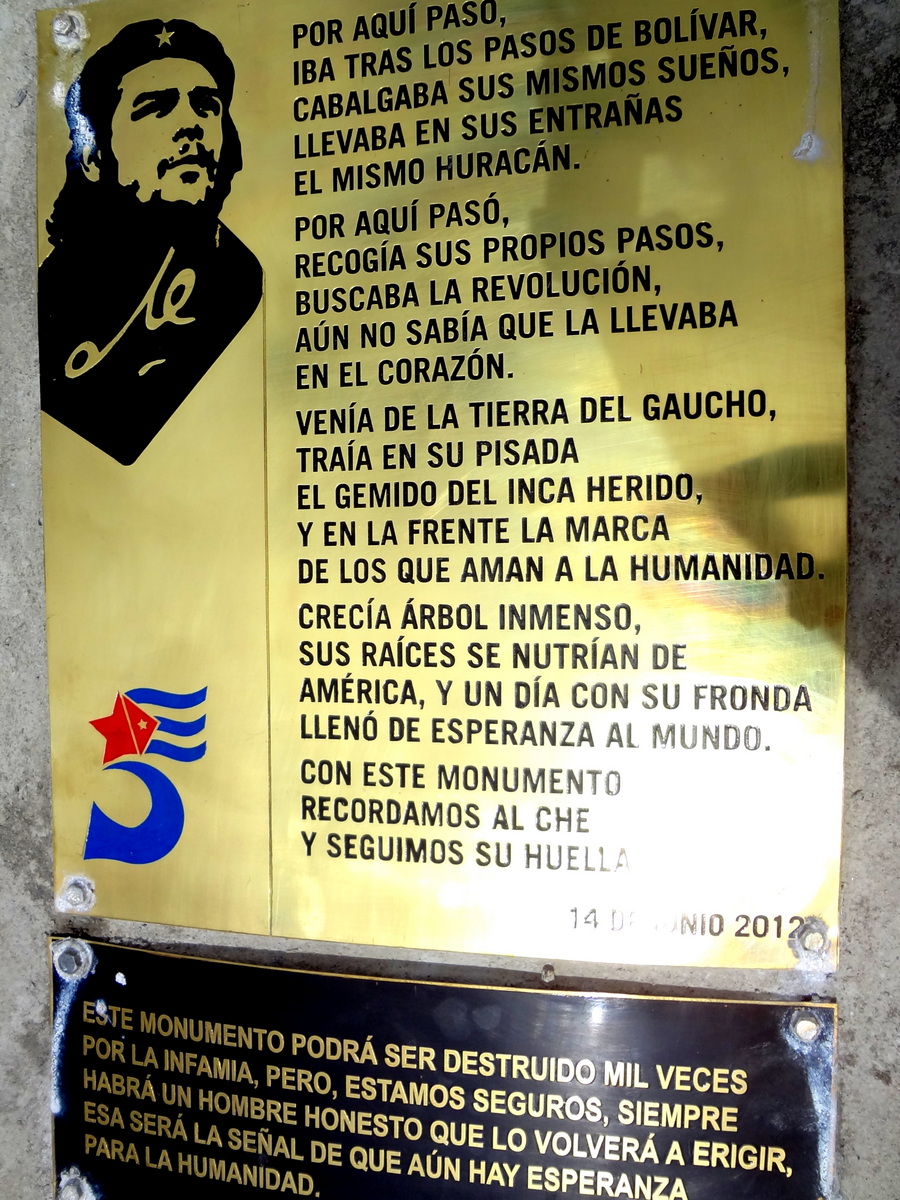 Che
POR AQUÍ PASÓ,
IBA TRAS LOS PASOS DE BOLÍVAR,
CABALGABA SUS MISMOS SUEÑOS,
LLEVABA EN SUS ENTRAÑAS
EL MISMO HURACÁN.
POR AQUÍ PASÓ,
RECOGÍA SUS PROPIOS PASOS,
BUSCABA LA REVOLUCIÓN,
AÚN NO SABÍA QUE LA LLEVABA
EN EL CORAZÓN.
VENÍA DE LA TIERRA DEL GAUCHO,
TRAÍA EN SU PISADA
EL GEMIDO DEL INCA HERIDO,
Y EN LA FRENTE LA MARCA
DE LOS QUE AMAN A LA HUMANIDAD.
CRECÍA ÁRBOL INMENSO,
SUS RAÍCES SE NUTRÍAN DE
AMÉRICA, Y UN DÍA CON SU FRONDA
LLENÓ DE ESPERANZA AL MUNDO.
CON ESTE MONUMENTO
RECORDAMOS AL CHE
Y SEGUIMOS SU HUELLA
14 DE JUNIO 2012
ESTE MONUMENTO PODRÁ SER DESTRUIDO MIL VECES
POR LA INFAMIA, PERO, ESTAMOS SEGUROS, SIEMPRE
HABRÁ UN HOMBRE HONESTO QUE LO VOLVERÁ A ERIGIR,
ESA SERÁ LA SEÑAL DE QUE AÚN HAY ESPERANZA
PARA LA HUMANIDAD.